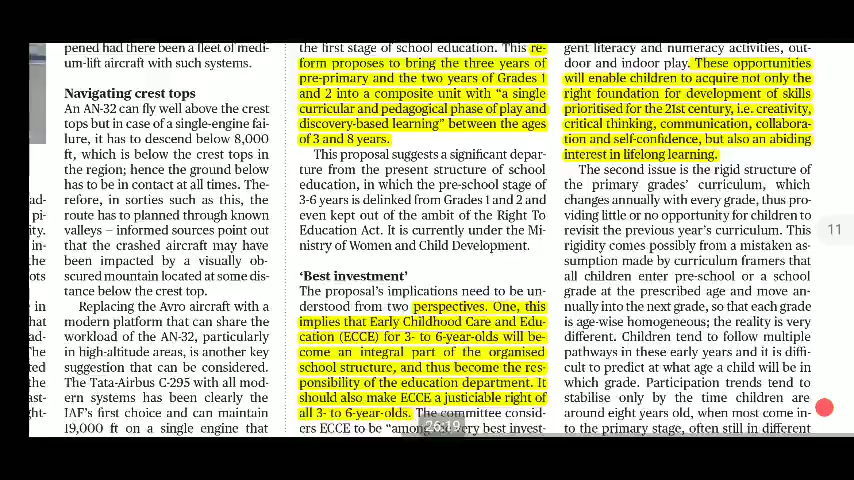 pened had there been a fleet of medi-
um-lift aircraft with such systems.
Navigating crest tops
An AN-32 can fly well above the crest
tops but in case of a single-engine fai-
lure, it has to descend below 8,000
ft, which is below the crest tops in
the region; hence the ground below
has to be in contact at all times. The-
refore, in sorties such as this, the
route has to planned through known
valleys – informed sources point out
that the crashed aircraft may have
been impacted by a visually ob-
scured mountain located at some dis-
tance below the crest top.
Replacing the Avro aircraft with a
modern platform that can share the
workload of the AN-32, particularly
in high-altitude areas, is another key
suggestion that can be considered.
The Tata-Airbus C-295 with all mod-
ern systems has been clearly the
IAF's first choice and can maintain
19,000 ft on a single engine that
the first stage of school education. This re-
form proposes to bring the three years of
pre-primary and the two years of Grades 1
and 2 into a composite unit with “a single
curricular and pedagogical phase of play and
discovery-based learning” between the ages
of 3 and 8 years.
This proposal suggests a significant depar-
ture from the present structure of school
education, in which the pre-school stage of
3-6 years is delinked from Grades 1 and 2 and
even kept out of the ambit of the Right To
Education Act. It is currently under the Mi-
nistry of Women and Child Development.
‘Best investment’
The proposal's implications need to be un-
derstood from two perspectives. One, this
implies that Early Childhood Care and Edu-
cation (ECCE) for 3- to 6-year-olds will be-
come an integral part of the organised
school structure, and thus become the res-
ponsibility of the education department. It
should also make ECCE a justiciable right of
all 3- to 6-year-olds. The committee consid-
ers ECCE to be “among very best invest-
gent literacy and numeracy activities, out-
door and indoor play. These opportunities
will enable children to acquire not only the
right foundation for development of skills
prioritised for the 21st century, i.e. creativity,
critical thinking, communication, collabora-
tion and self-confidence, but also an abiding
interest in lifelong learning.
The second issue is the rigid structure of
the primary grades' curriculum, which
changes annually with every grade, thus pro-
viding little or no opportunity for children to
revisit the previous year's curriculum. This
rigidity comes possibly from a mistaken as-
sumption made by curriculum framers that
all children enter pre-school or a school
grade at the prescribed age and move an-
nually into the next grade, so that each grade
is age-wise homogeneous; the reality is very
different. Children tend to follow multiple
pathways in these early years and it is diffi-
cult to predict at what age a child will be in
which grade. Participation trends tend to
stabilise only by the time children are
around eight years old, when most come in-
to the primary stage, often still in different
11
26:19